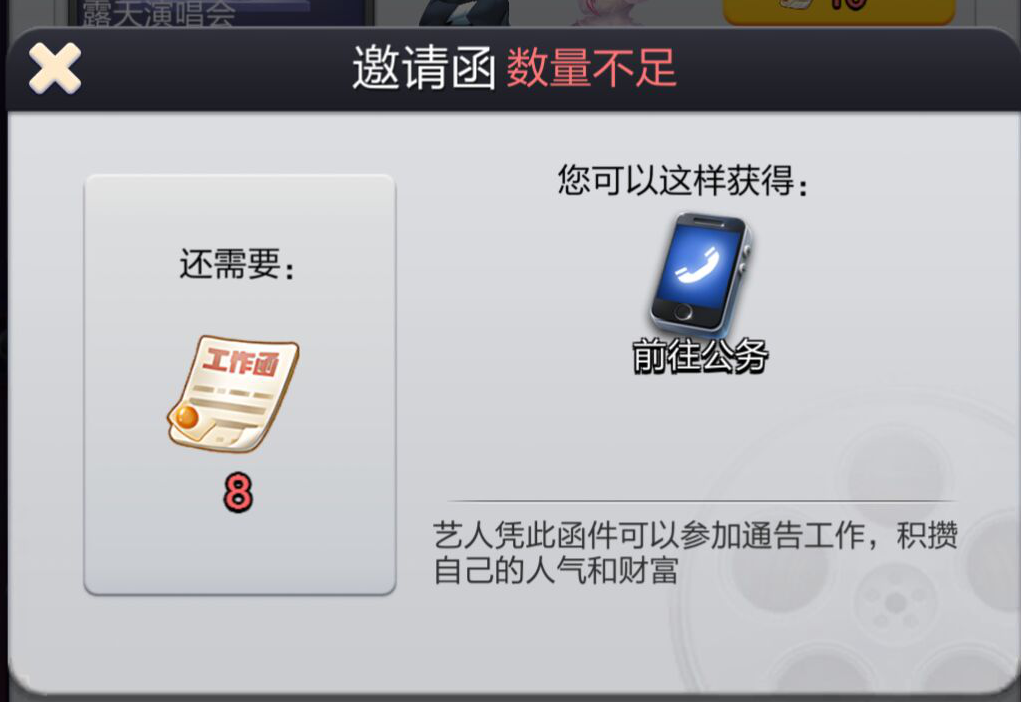 露天演唱会
10
邀请函 数量不足
您可以这样获得：
还需要：
工作函
前往公务
8
艺人凭此函件可以参加通告工作，积攒
自己的人气和财富